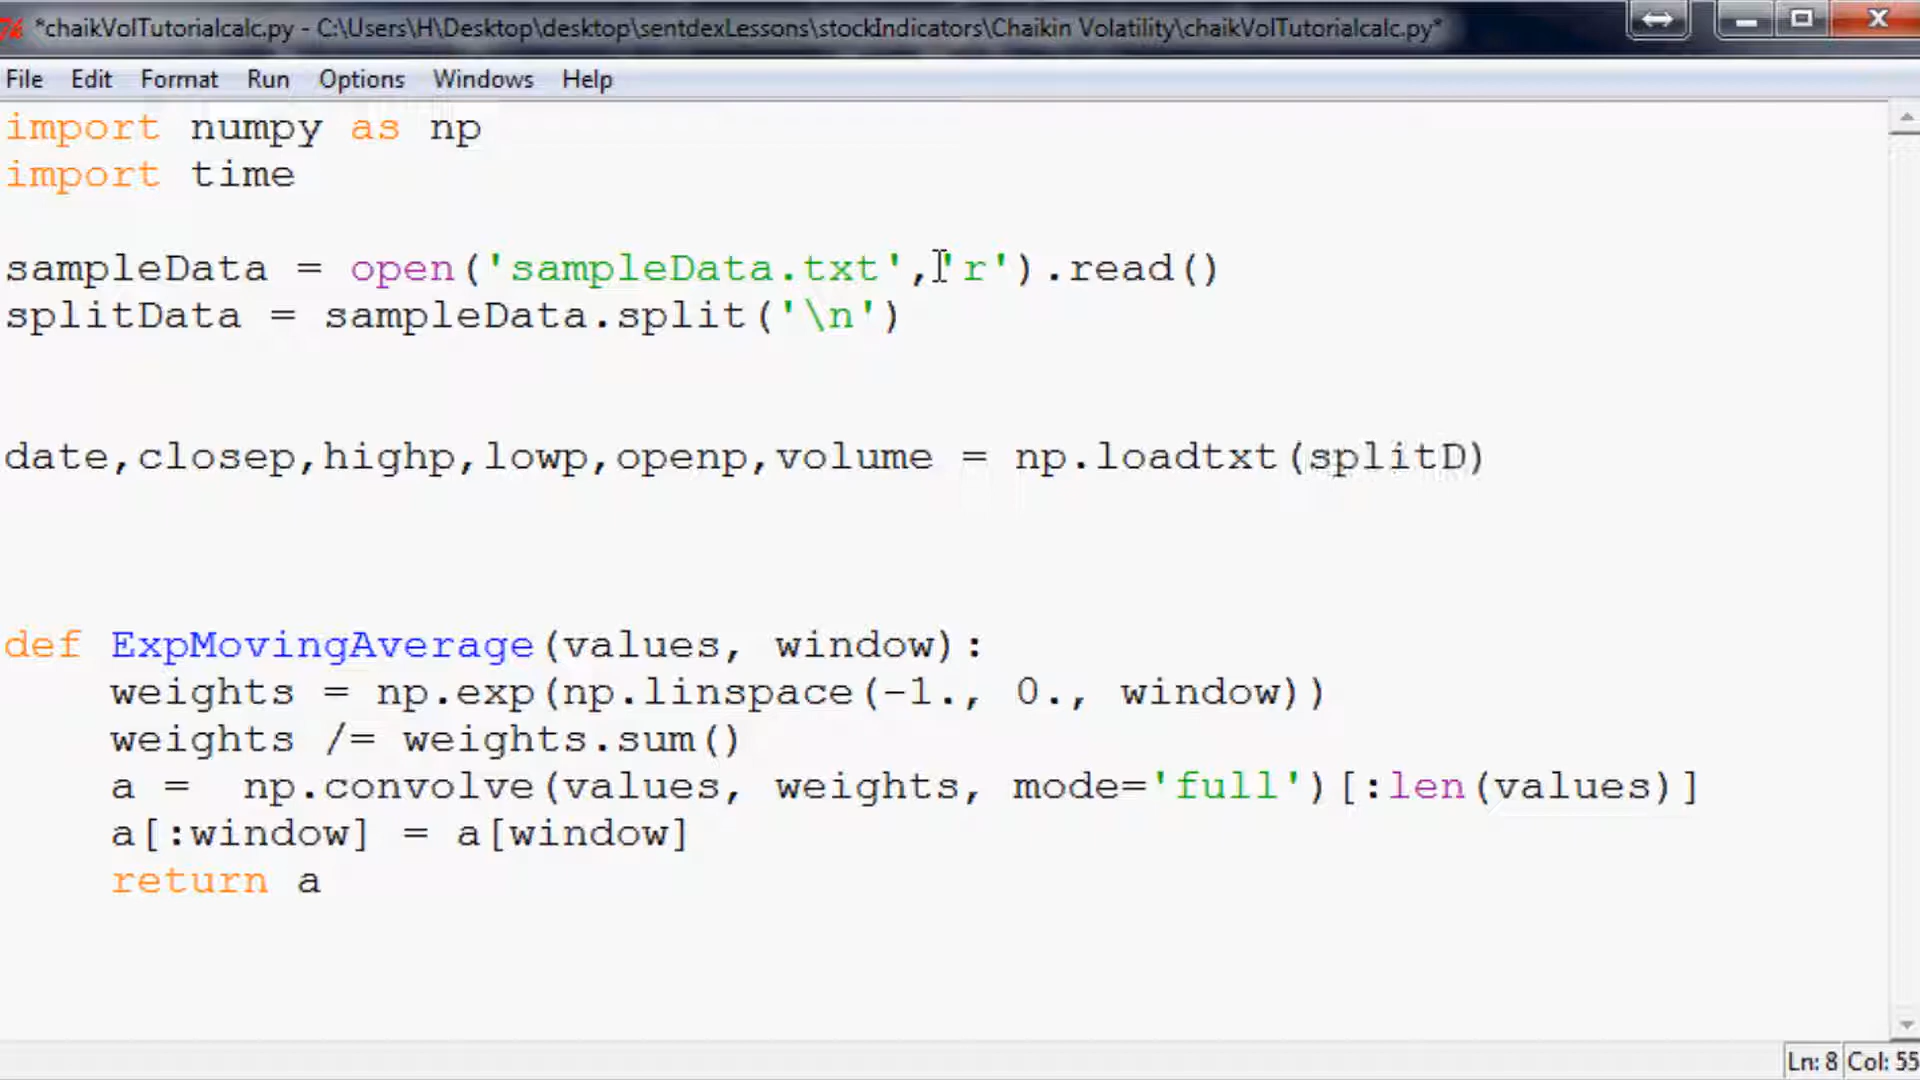 *chaikVolTutorialcalc.py - C:\Users\H\Desktop\desktop\sentdexLessons\stockIndicators\Chaikin Volatility\chaikVolTutorialcalc.py*
File Edit Format Run Options Windows Help
import numpy as np
import time
sampleData = open('sampleData.txt','r').read()
splitData = sampleData.split('\n')
date,closep,highp,lowp,openp,volume = np.loadtxt(splitD)
def ExpMovingAverage(values, window):
    weights = np.exp(np.linspace(-1., 0., window))
    weights /= weights.sum()
    a =  np.convolve(values, weights, mode='full')[:len(values)]
    a[:window] = a[window]
    return a
Ln: 8 Col: 55